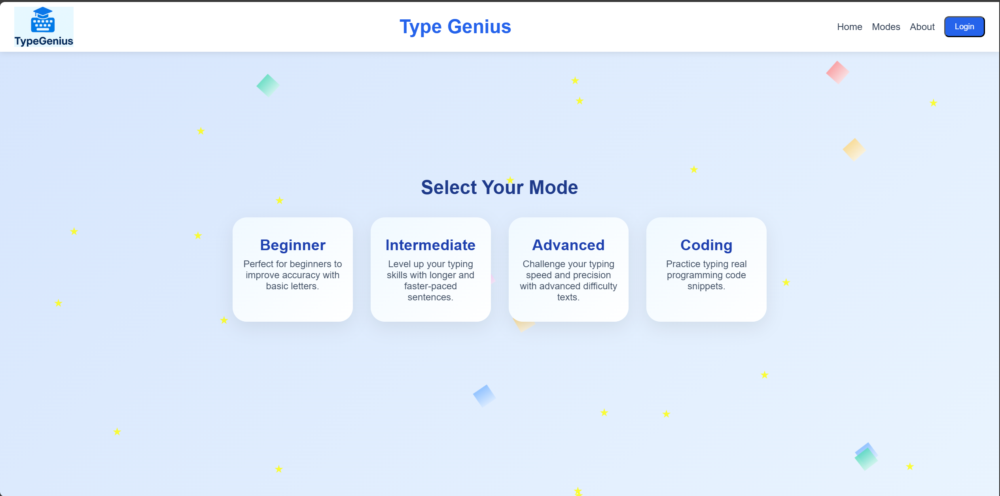 TypeGenius
Type Genius
Home
Modes
About
Login
Select Your Mode
Beginner
Perfect for beginners to
improve accuracy with
basic letters.
Intermediate
Level up your typing
skills with longer and
faster-paced
sentences.
Advanced
Challenge your typing
speed and precision
with advanced difficulty
texts.
Coding
Practice typing real
programming code
snippets.